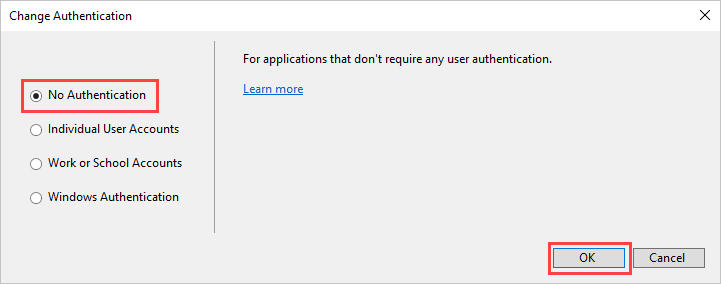 Change Authentication
No Authentication
Individual User Accounts
Work or School Accounts
Windows Authentication
For applications that don't require any user authentication.
Learn more
OK
Cancel